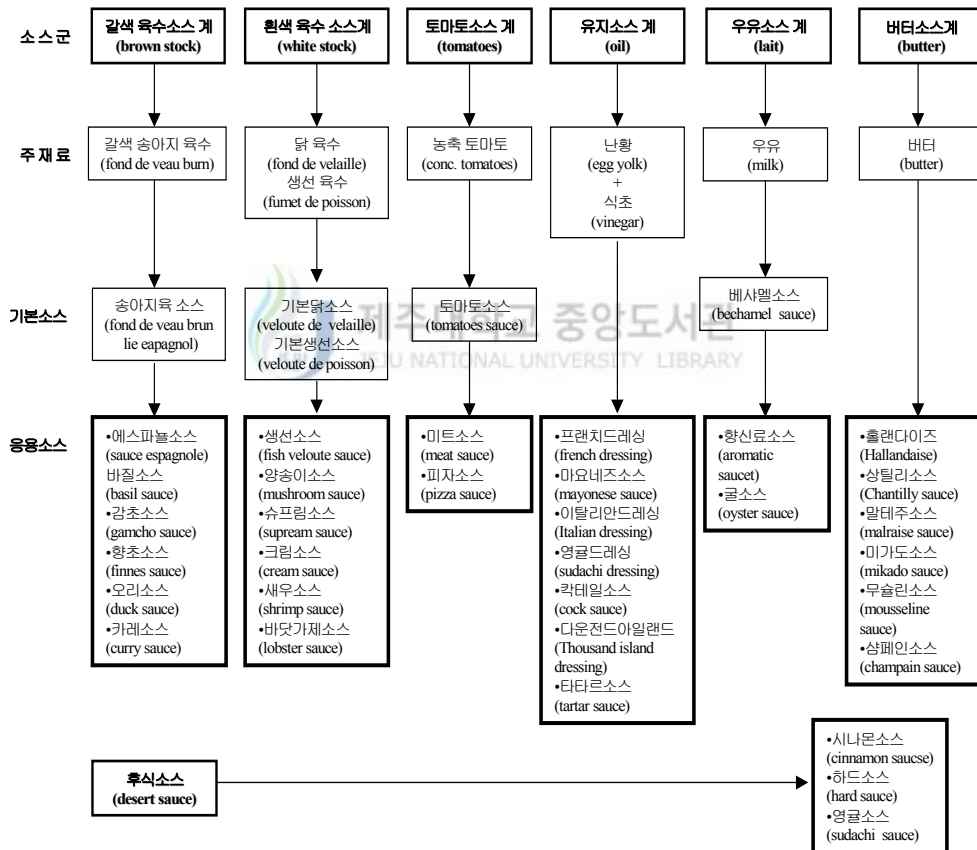 소스군
갈색 육수소스 계
(brown stock)
흰색 육수 소스계
(white stock)
토마토소스 계
(tomatoes)
유지소스 계
(oil)
우유소스 계
(lait)
버터소스계
(butter)
주재료
갈색 송아지 육수
(fond de veau burn)
닭 육수
(fond de velaille)
생선 육수
(fumet de poisson)
농축 토마토
(conc. tomatoes)
난황
(egg yolk)
+
식초
(vinegar)
우유
(milk)
버터
(butter)
기본소스
송아지육 소스
(fond de veau brun
lie eapagnol)
기본닭소스
(veloute de velaille)
기본생선소스
(veloute de poisson)
토마토소스
(tomatoes sauce)
베샤멜소스
(bechamel sauce)
제주대학교 중앙도서관
JEJU NATIONAL UNIVERSITY LIBRARY
응용소스
•에스파뇰소스
(sauce espagnole)
바질소스
(basil sauce)
•감초소스
(gamcho sauce)
•향초소스
(finnes sauce)
•오리소스
(duck sauce)
•카레소스
(curry sauce)
•생선소스
(fish veloute sauce)
•양송이소스
(mushroom sauce)
•슈프림소스
(supream sauce)
•크림소스
(cream sauce)
•새우소스
(shrimp sauce)
•바닷가제소스
(lobster sauce)
•미트소스
(meat sauce)
•피자소스
(pizza sauce)
•프랜치드레싱
(french dressing)
•마요네즈소스
(mayonese sauce)
•이탈리안드레싱
(Italian dressing)
•영귤드레싱
(sudachi dressing)
•칵테일소스
(cock sauce)
•다운전드아일랜드
(Thousand island
dressing)
•타타르소스
(tartar sauce)
•향신료소스
(aromatic
saucet)
•굴소스
(oyster sauce)
•홀랜다이즈
(Hallandaise)
•상틸리소스
(Chantilly sauce)
•말테주소스
(malraise sauce)
•미가도소스
(mikado sauce)
•무슬린소스
(mousseline
sauce)
•샴페인소스
(champain sauce)
후식소스
(desert sauce)
•시나몬소스
(cinnamon saucse)
•하드소스
(hard sauce)
•영귤소스
(sudachi sauce)